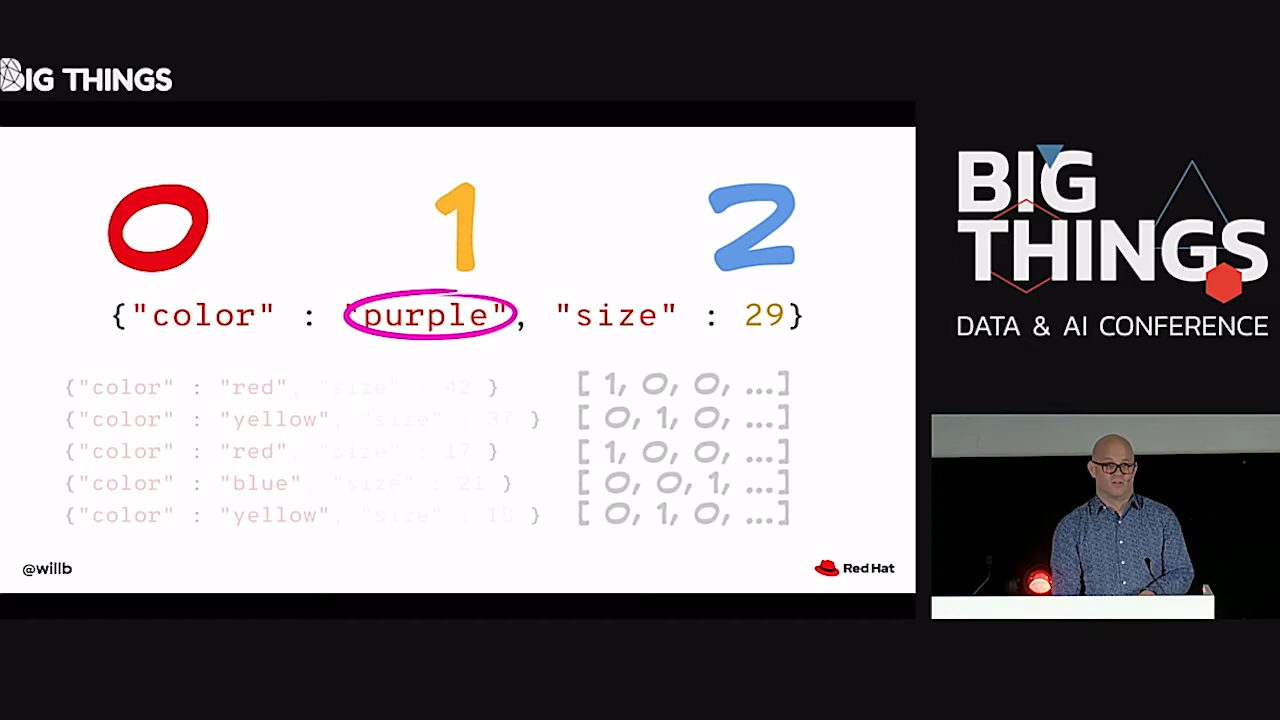 BIG THINGS
0 1 2
{"color" : "purple", "size" : 29}
{"color" : "red", "size" : 42 } [ 1, 0, 0, ...]
{"color" : "yellow", "size" : 37 } [ 0, 1, 0, ...]
{"color" : "red", "size" : 17 } [ 1, 0, 0, ...]
{"color" : "blue", "size" : 21 } [ 0, 0, 1, ...]
{"color" : "yellow", "size" : 18 } [ 0, 1, 0, ...]
@willb
Red Hat
BIG
THINGS
DATA & AI CONFERENCE